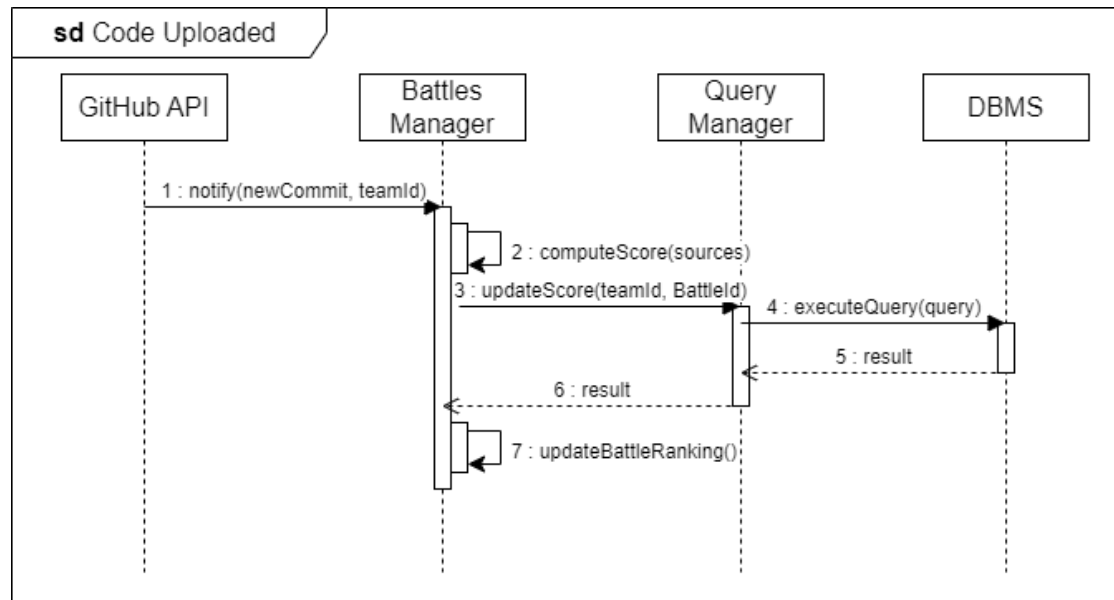 sd Code Uploaded
GitHub API
Battles
Manager
Query
Manager
DBMS
1 : notify(newCommit, teamId)
2 : computeScore(sources)
3 : updateScore(teamId, BattleId)
4 : executeQuery(query)
5 : result
6 : result
7 : updateBattleRanking()